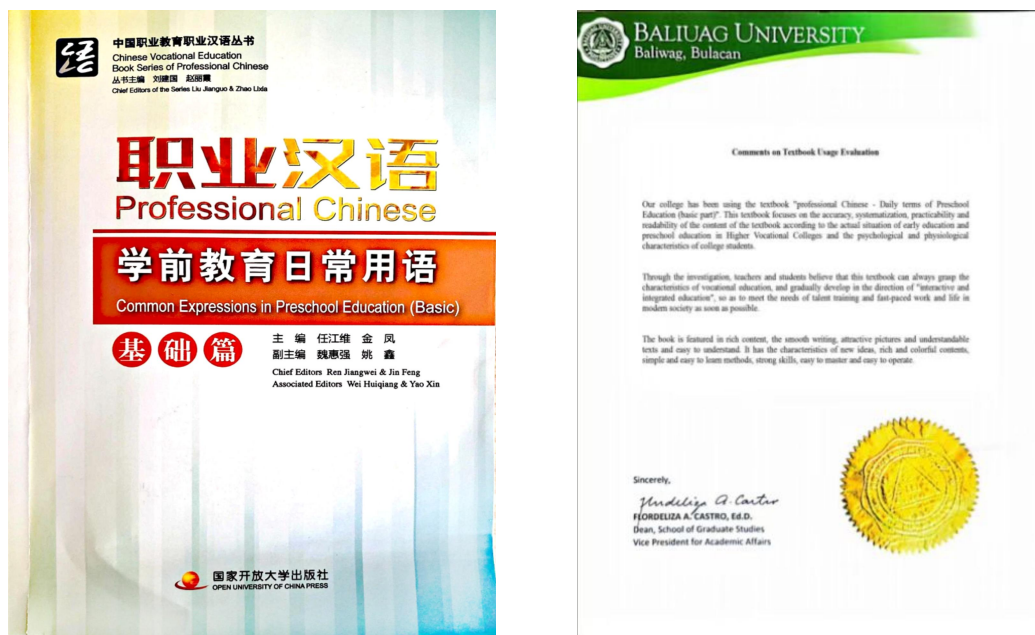 中国职业教育职业汉语丛书
Chinese Vocational Education
Book Series of Professional Chinese
丛书主编 刘建国 赵丽霞
Chief Editors of the Series Liu Jianguo & Zhao Lixia
职业汉语
Professional Chinese
学前教育日常用语
Common Expressions in Preschool Education (Basic)
基础篇
主 编 任江维 金 凤
副主编 魏惠强 姚 鑫
Chief Editors Ren Jiangwei & Jin Feng
Associated Editors Wei Huiqiang & Yao Xin
国家开放大学出版社
OPEN UNIVERSITY OF CHINA PRESS
BALIUAG UNIVERSITY
Baliwag, Bulacan
Comments on Textbook Usage Evaluation
Our college has been using the textbook "professional Chinese - Daily terms of Preschool
Education (basic part)". This textbook focuses on the accuracy, systematization, practicability and
readability of the content of the textbook according to the actual situation of early education and
preschool education in Higher Vocational Colleges and the psychological and physiological
characteristics of college students.
Through the investigation, teachers and students believe that this textbook can always grasp the
characteristics of vocational education, and gradually develop in the direction of "interactive and
integrated education", so as to meet the needs of talent training and fast-paced work and life in
modern society as soon as possible.
The book is featured in rich content, the smooth writing, attractive pictures and understandable
texts and easy to understand. It has the characteristics of new ideas, rich and colorful contents,
simple and easy to learn methods, strong skills, easy to master and easy to operate.
Sincerely,
FLORDELIZA A. CASTRO, Ed.D.
Dean, School of Graduate Studies
Vice President for Academic Affairs